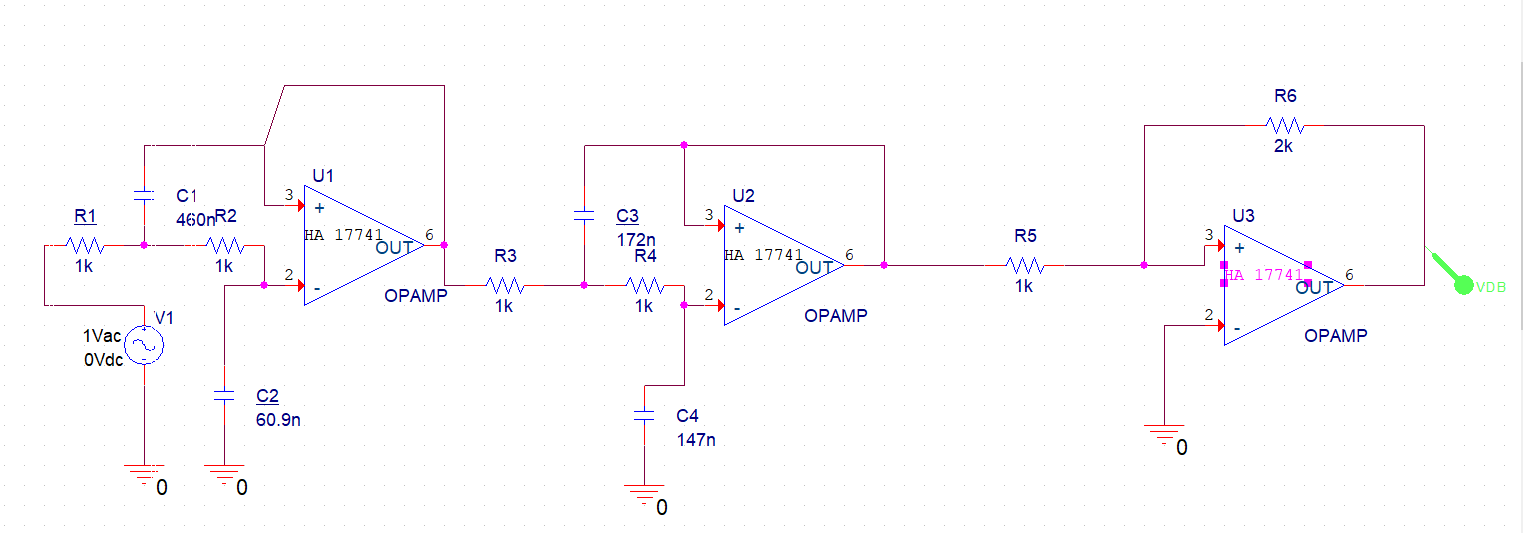 R6
2k
U1
U2
U3
3
+
C1
460n
R2
R1
1k
1k
HA 17741
OUT
6
2
-
OPAMP
V1
1Vac
0Vdc
C2
60.9n
0
0
R3
1k
C3
172n
R4
1k
3
+
HA 17741
OUT
6
2
-
OPAMP
C4
147n
0
R5
1k
3
+
HA 17741
OUT
6
2
-
OPAMP
VDB
0